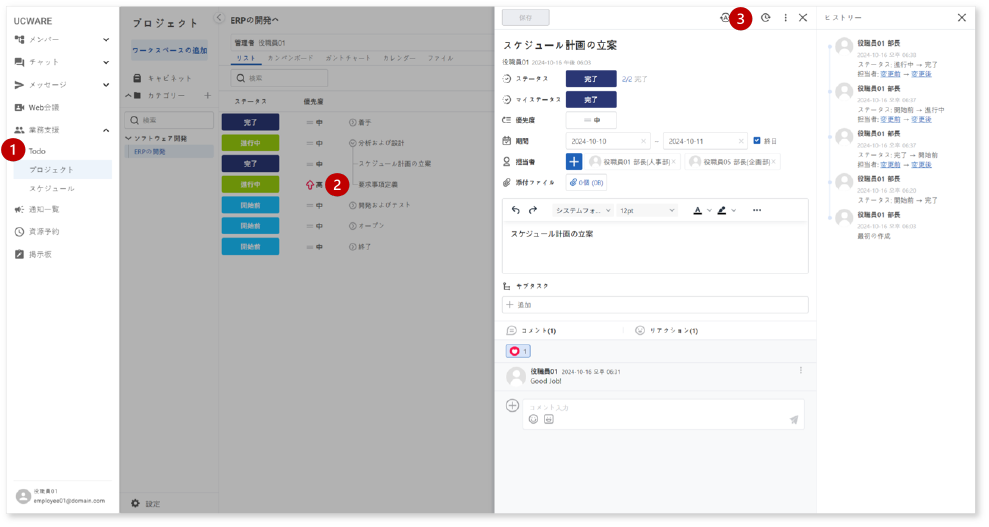 UCWARE
メンバー
チャット
メッセージ
Web会議
業務支援
1
Todo
プロジェクト
スケジュール
通知一覧
資源予約
掲示板
役職員01
employee01@domain.com
プロジェクト
ワークスペースの追加
キャビネット
カテゴリー
検索
ソフトウェア開発
ERPの開発
設定
ERPの開発へ
管理者 役職員01
リスト カンバンボード ガントチャート カレンダー ファイル
検索
ステータス 優先度
完了 中 着手
進行中 中 分析および設計
完了 中 スケジュール計画の立案
進行中 高 2 要求事項定義
開始前 中 開発およびテスト
開始前 中 オープン
開始前 中 終了
3
スケジュール計画の立案
役職員01 2024-10-16 午後 06:03
ステータス 完了 2/2 完了
マイステータス 完了
優先度 中
期間 2024-10-10 × – 2024-10-11 × 終日
担当者 + 役職員01 部長(人事部)× 役職員05 部長(企画部)×
添付ファイル 0個 (0B)
システムフォ... 12pt A
スケジュール計画の立案
サブタスク
+ 追加
コメント(1) リアクション(1)
1
役職員01 2024-10-16 오후 06:21
Good Job!
コメント入力
ヒストリー
役職員01 部長
ステータス: 進行中 → 完了
担当者: 変更前 → 変更後
役職員01 部長
2024-10-16 오후 06:37
ステータス: 開始前 → 進行中
担当者: 変更前 → 変更後
役職員01 部長
ステータス: 完了 → 開始前
担当者: 変更前 → 変更後
役職員01 部長
2024-10-16 오후 06:20
ステータス: 開始前 → 完了
役職員01 部長
2024-10-16 오후 06:03
最初の作成